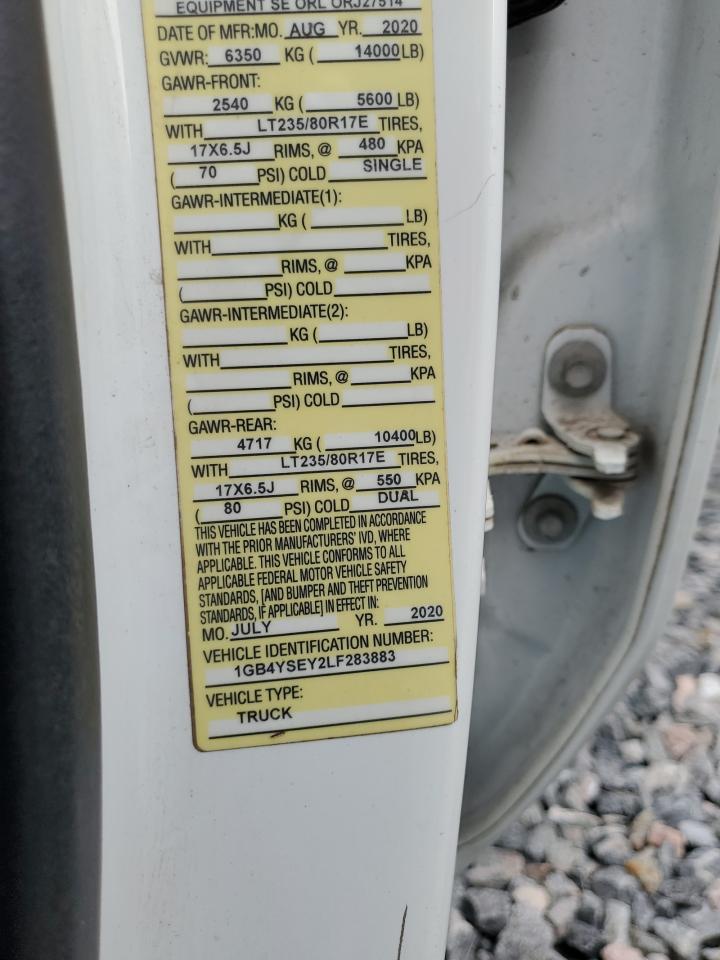 EQUIPMENT SE ORL ORJ27514
DATE OF MFR:MO. AUG YR. 2020
GVWR: 6350 KG ( 14000LB)
GAWR-FRONT:
2540 KG ( 5600LB)
WITH LT235/80R17E TIRES,
17X6.5J RIMS, @ 480 KPA
( 70 PSI) COLD SINGLE
GAWR-INTERMEDIATE(1):
KG ( LB)
WITH TIRES,
RIMS, @ KPA
( PSI) COLD
GAWR-INTERMEDIATE(2):
KG ( LB)
WITH TIRES,
RIMS, @ KPA
( PSI) COLD
GAWR-REAR:
4717 KG ( 10400LB)
WITH LT235/80R17E TIRES,
17X6.5J RIMS, @ 550 KPA
( 80 PSI) COLD DUAL
THIS VEHICLE HAS BEEN COMPLETED IN ACCORDANCE
WITH THE PRIOR MANUFACTURERS' IVD, WHERE
APPLICABLE. THIS VEHICLE CONFORMS TO ALL
APPLICABLE FEDERAL MOTOR VEHICLE SAFETY
STANDARDS, [AND BUMPER AND THEFT PREVENTION
STANDARDS, IF APPLICABLE] IN EFFECT IN:
MO. JULY YR. 2020
VEHICLE IDENTIFICATION NUMBER:
1GB4YSEY2LF283883
VEHICLE TYPE:
TRUCK